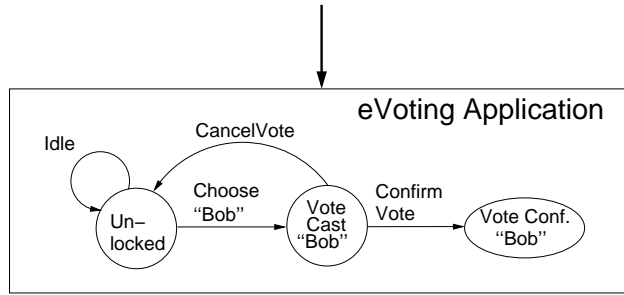 eVoting Application
Idle
CancelVote
Un–
locked
Choose
“Bob”
Vote
Cast
“Bob”
Confirm
Vote
Vote Conf.
“Bob”